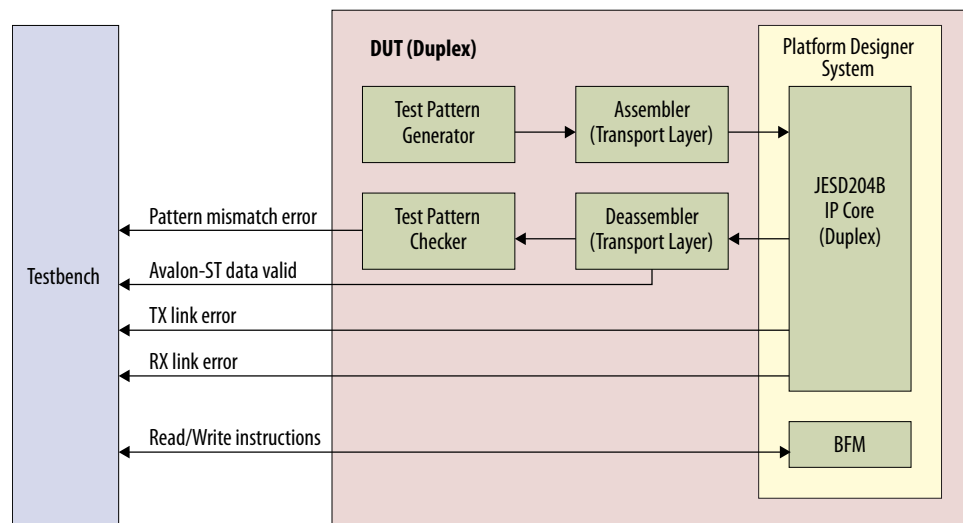 DUT (Duplex)
Platform Designer
System
Test Pattern
Generator
Assembler
(Transport Layer)
JESD204B
IP Core
(Duplex)
Pattern mismatch error
Test Pattern
Checker
Deassembler
(Transport Layer)
Testbench
Avalon-ST data valid
TX link error
RX link error
Read/Write instructions
BFM